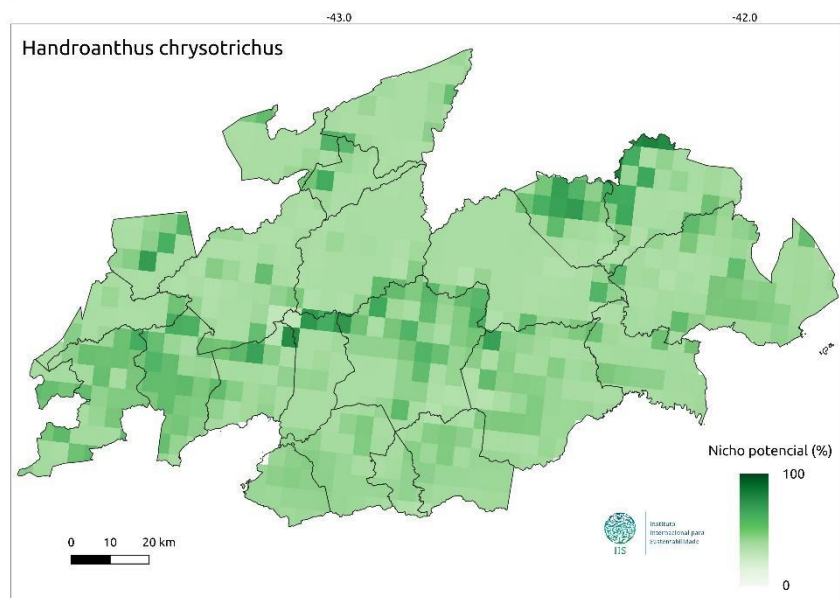 -43.0
-42.0
Handroanthus chrysotrichus
Nicho potencial (%)
100
0
0
10
20 km
IIS
Instituto
Internacional para
Sustentabilidade